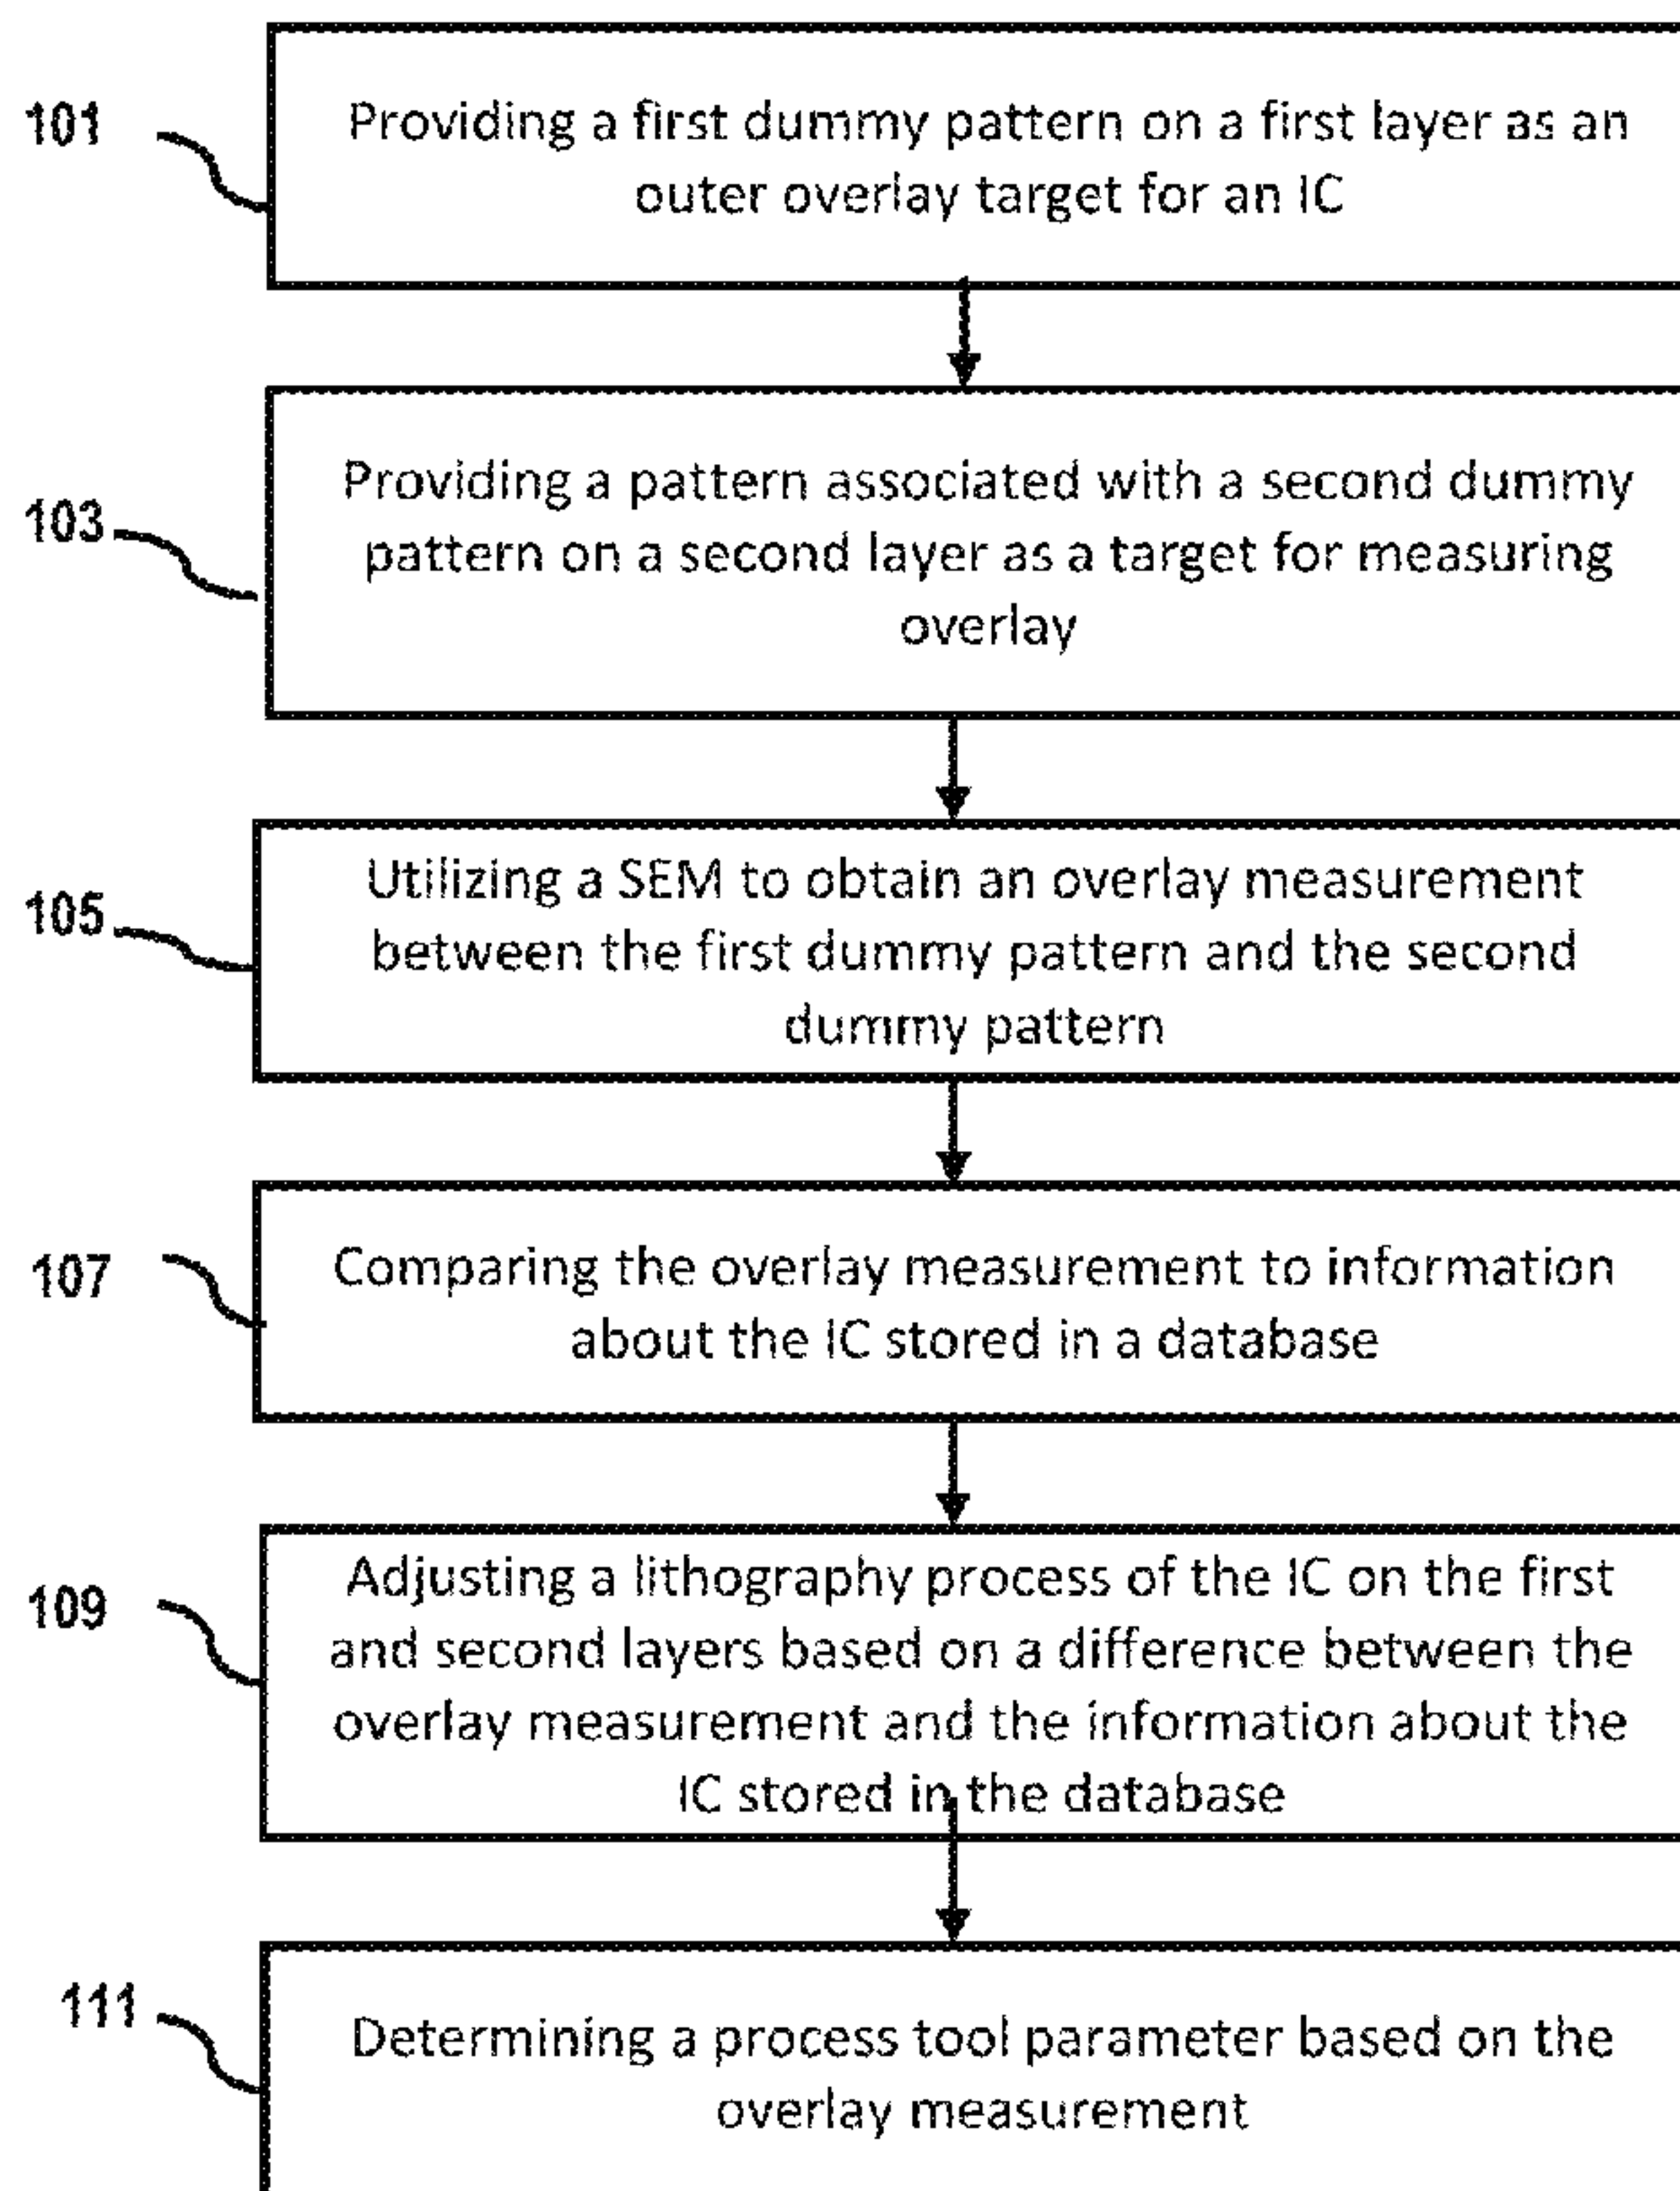 101
Providing a first dummy pattern on a first layer as an
outer overlay target for an IC
103
Providing a pattern associated with a second dummy
pattern on a second layer as a target for measuring
overlay
105
Utilizing a SEM to obtain an overlay measurement
between the first dummy pattern and the second
dummy pattern
107
Comparing the overlay measurement to information
about the IC stored in a database
109
Adjusting a lithography process of the IC on the first
and second layers based on a difference between the
overlay measurement and the information about the
IC stored in the database
111
Determining a process tool parameter based on the
overlay measurement